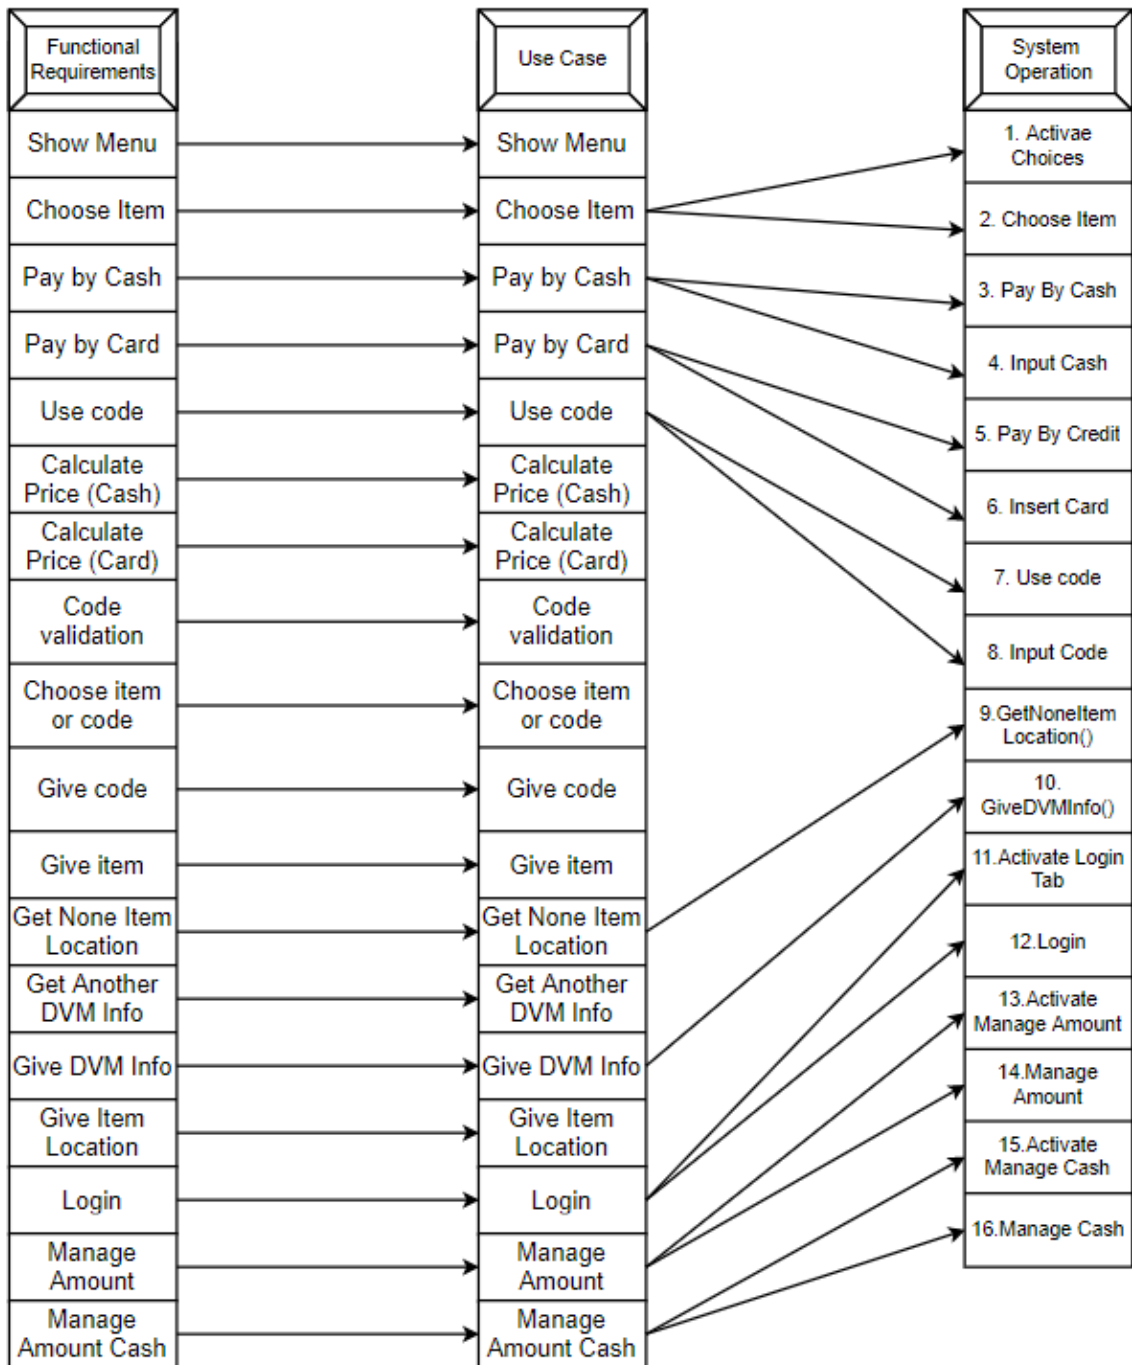 Functional
Requirements
Show Menu
Choose Item
Pay by Cash
Pay by Card
Use code
Calculate
Price (Cash)
Calculate
Price (Card)
Code
validation
Choose item
or code
Give code
Give item
Get None Item
Location
Get Another
DVM Info
Give DVM Info
Give Item
Location
Login
Manage
Amount
Manage
Amount Cash
Use Case
Show Menu
Choose Item
Pay by Cash
Pay by Card
Use code
Calculate
Price (Cash)
Calculate
Price (Card)
Code
validation
Choose item
or code
Give code
Give item
Get None Item
Location
Get Another
DVM Info
Give DVM Info
Give Item
Location
Login
Manage
Amount
Manage
Amount Cash
System
Operation
1. Activae
Choices
2. Choose Item
3. Pay By Cash
4. Input Cash
5. Pay By Credit
6. Insert Card
7. Use code
8. Input Code
9.GetNoneItem
Location()
10.
GiveDVMInfo()
11.Activate Login
Tab
12.Login
13.Activate
Manage Amount
14.Manage
Amount
15.Activate
Manage Cash
16.Manage Cash